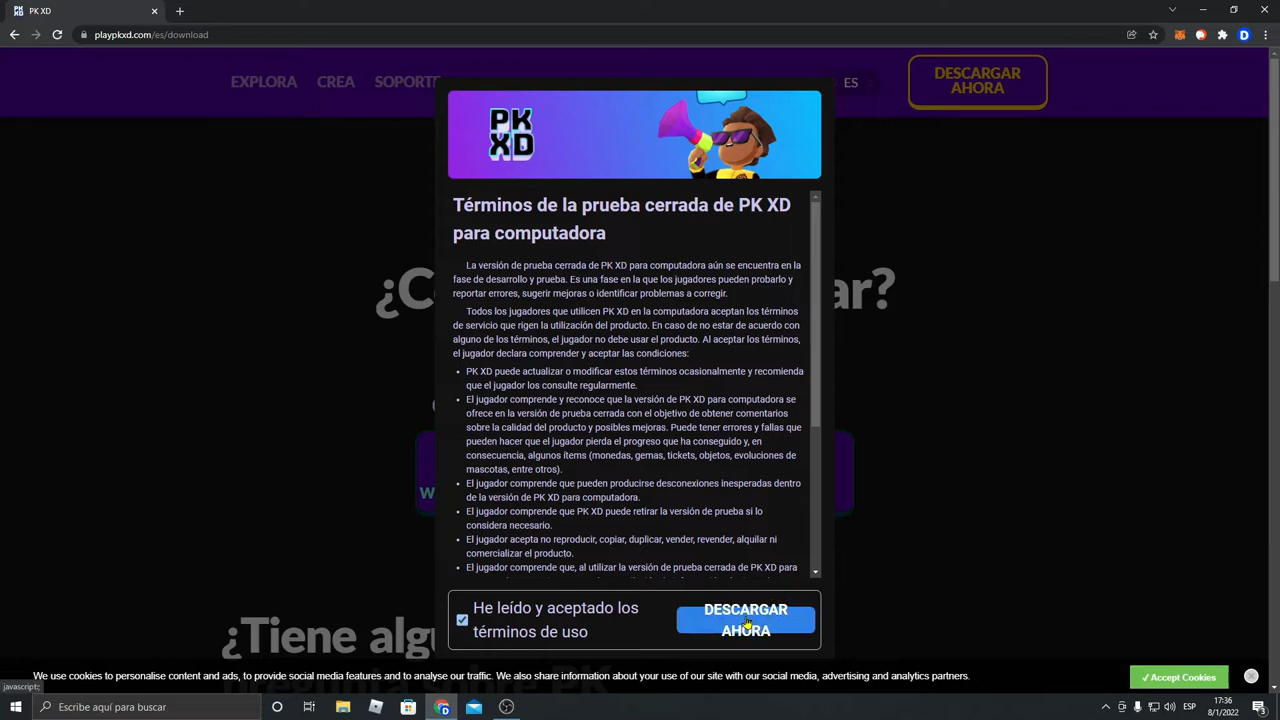 PK XD
playpkxd.com/es/download
EXPLORA CREA SOPORTE
ES
DESCARGAR
AHORA
PK
XD
Términos de la prueba cerrada de PK XD
para computadora
La versión de prueba cerrada de PK XD para computadora aún se encuentra en la
fase de desarrollo y prueba. Es una fase en la que los jugadores pueden probarlo y
reportar errores, sugerir mejoras o identificar problemas a corregir.
Todos los jugadores que utilicen PK XD en la computadora aceptan los términos
de servicio que rigen la utilización del producto. En caso de no estar de acuerdo con
alguno de los términos, el jugador no debe usar el producto. Al aceptar los términos,
el jugador declara comprender y aceptar las condiciones:
• PK XD puede actualizar o modificar estos términos ocasionalmente y recomienda
que el jugador los consulte regularmente.
• El jugador comprende y reconoce que la versión de PK XD para computadora se
ofrece en la versión de prueba cerrada con el objetivo de obtener comentarios
sobre la calidad del producto y posibles mejoras. Puede tener errores y fallas que
pueden hacer que el jugador pierda el progreso que ha conseguido y, en
consecuencia, algunos ítems (monedas, gemas, tickets, objetos, evoluciones de
mascotas, entre otros).
• El jugador comprende que pueden producirse desconexiones inesperadas dentro
de la versión de PK XD para computadora.
• El jugador comprende que PK XD puede retirar la versión de prueba si lo
considera necesario.
• El jugador acepta no reproducir, copiar, duplicar, vender, revender, alquilar ni
comercializar el producto.
• El jugador comprende que, al utilizar la versión de prueba cerrada de PK XD para
He leído y aceptado los
términos de uso
DESCARGAR
AHORA
¿C
ar?
W
¿Tiene algu
pregunta sobre PK
We use cookies to personalise content and ads, to provide social media features and to analyse our traffic. We also share information about your use of our site with our social media, advertising and analytics partners.
✓ Accept Cookies
javascript:;
Escribe aquí para buscar
17:36
8/1/2022
3